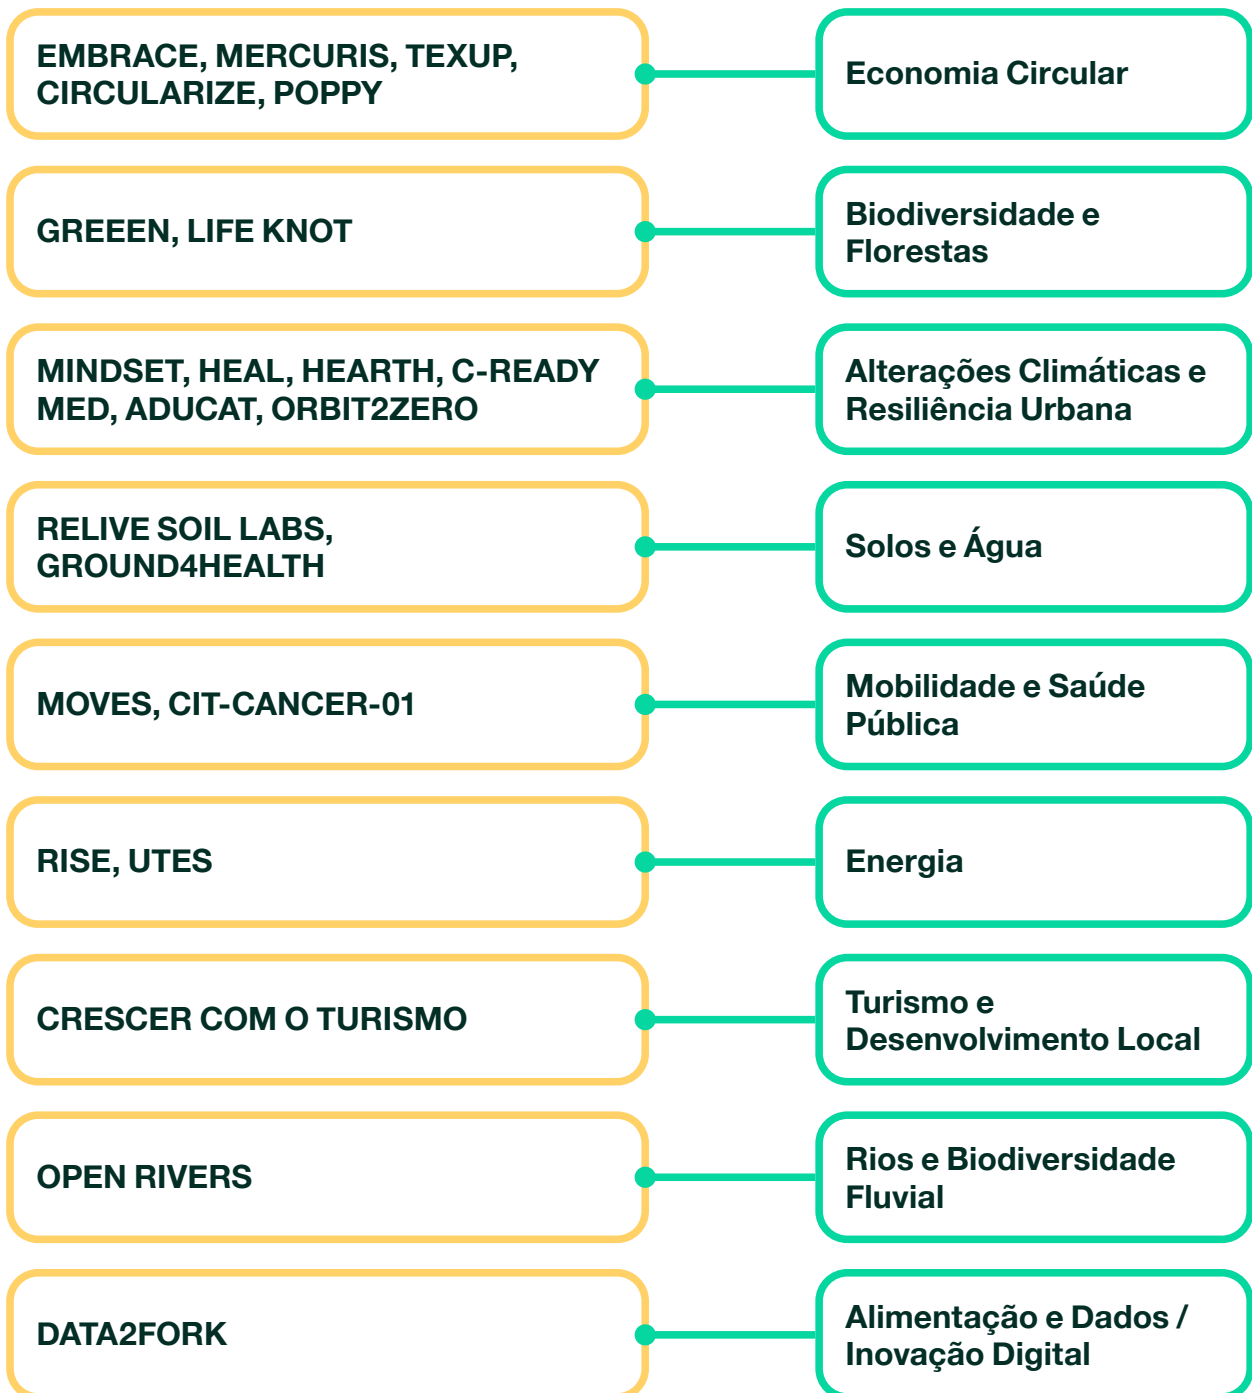 EMBRACE, MERCURIS, TEXUP,
CIRCULARIZE, POPPY
Economia Circular
GREEEN, LIFE KNOT
Biodiversidade e
Florestas
MINDSET, HEAL, HEARTH, C-READY
MED, ADUCAT, ORBIT2ZERO
Alterações Climáticas e
Resiliência Urbana
RELIVE SOIL LABS,
GROUND4HEALTH
Solos e Água
MOVES, CIT-CANCER-01
Mobilidade e Saúde
Pública
RISE, UTES
Energia
CRESCER COM O TURISMO
Turismo e
Desenvolvimento Local
OPEN RIVERS
Rios e Biodiversidade
Fluvial
DATA2FORK
Alimentação e Dados /
Inovação Digital